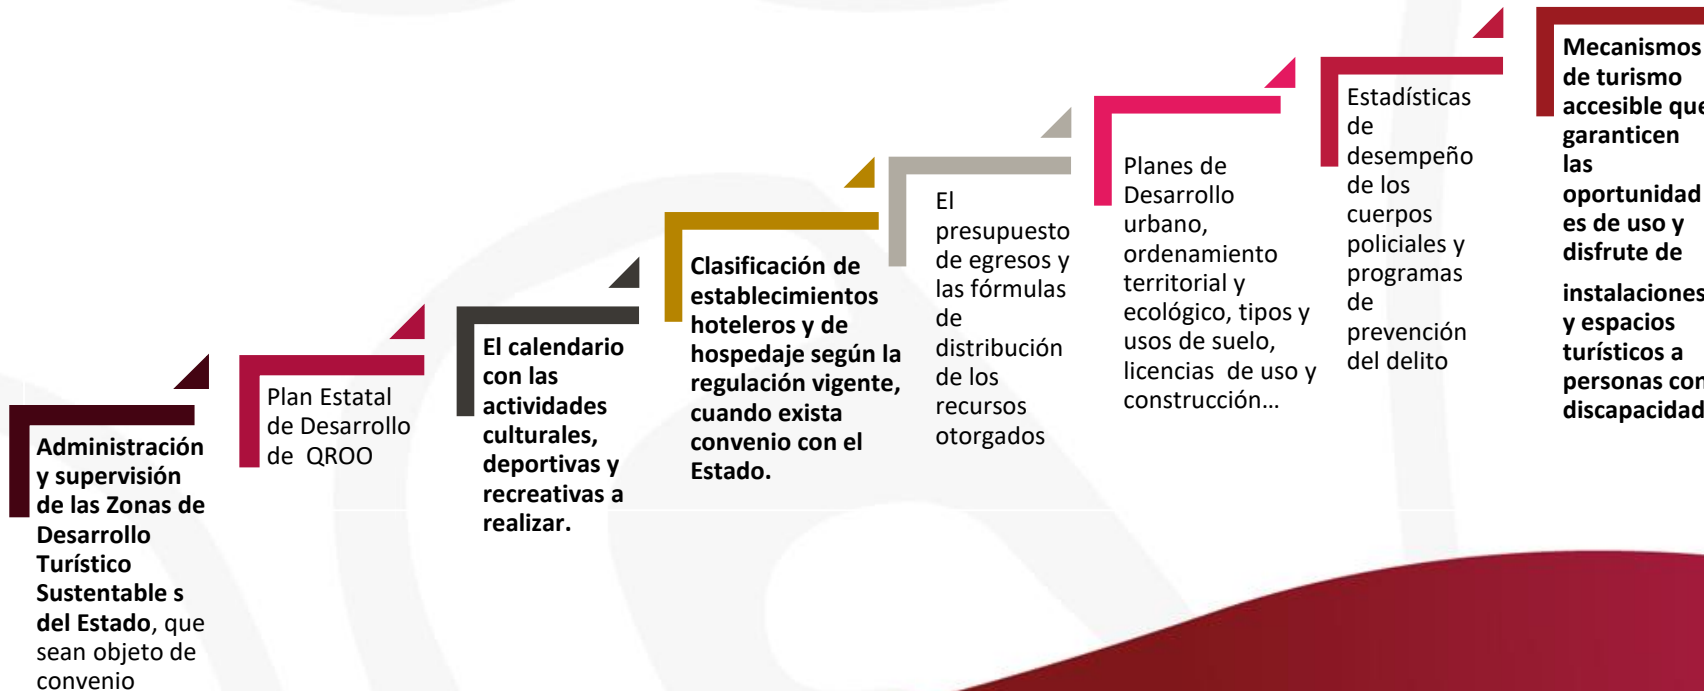 Administración
y supervisión
de las Zonas de
Desarrollo
Turístico
Sustentable s
del Estado, que
sean objeto de
convenio
Plan Estatal
de Desarrollo
de QROO
El calendario
con las
actividades
culturales,
deportivas y
recreativas a
realizar.
Clasificación de
establecimientos
hoteleros y de
hospedaje según la
regulación vigente,
cuando exista
convenio con el
Estado.
El
presupuesto
de egresos y
las fórmulas
de
distribución
de los
recursos
otorgados
Planes de
Desarrollo
urbano,
ordenamiento
territorial y
ecológico, tipos y
usos de suelo,
licencias de uso y
construcción...
Estadísticas
de
desempeño
de los
cuerpos
policiales y
programas
de
prevención
del delito
Mecanismos
de turismo
accesible que
garanticen
las
oportunidad
es de uso y
disfrute de
instalaciones
y espacios
turísticos a
personas con
discapacidad